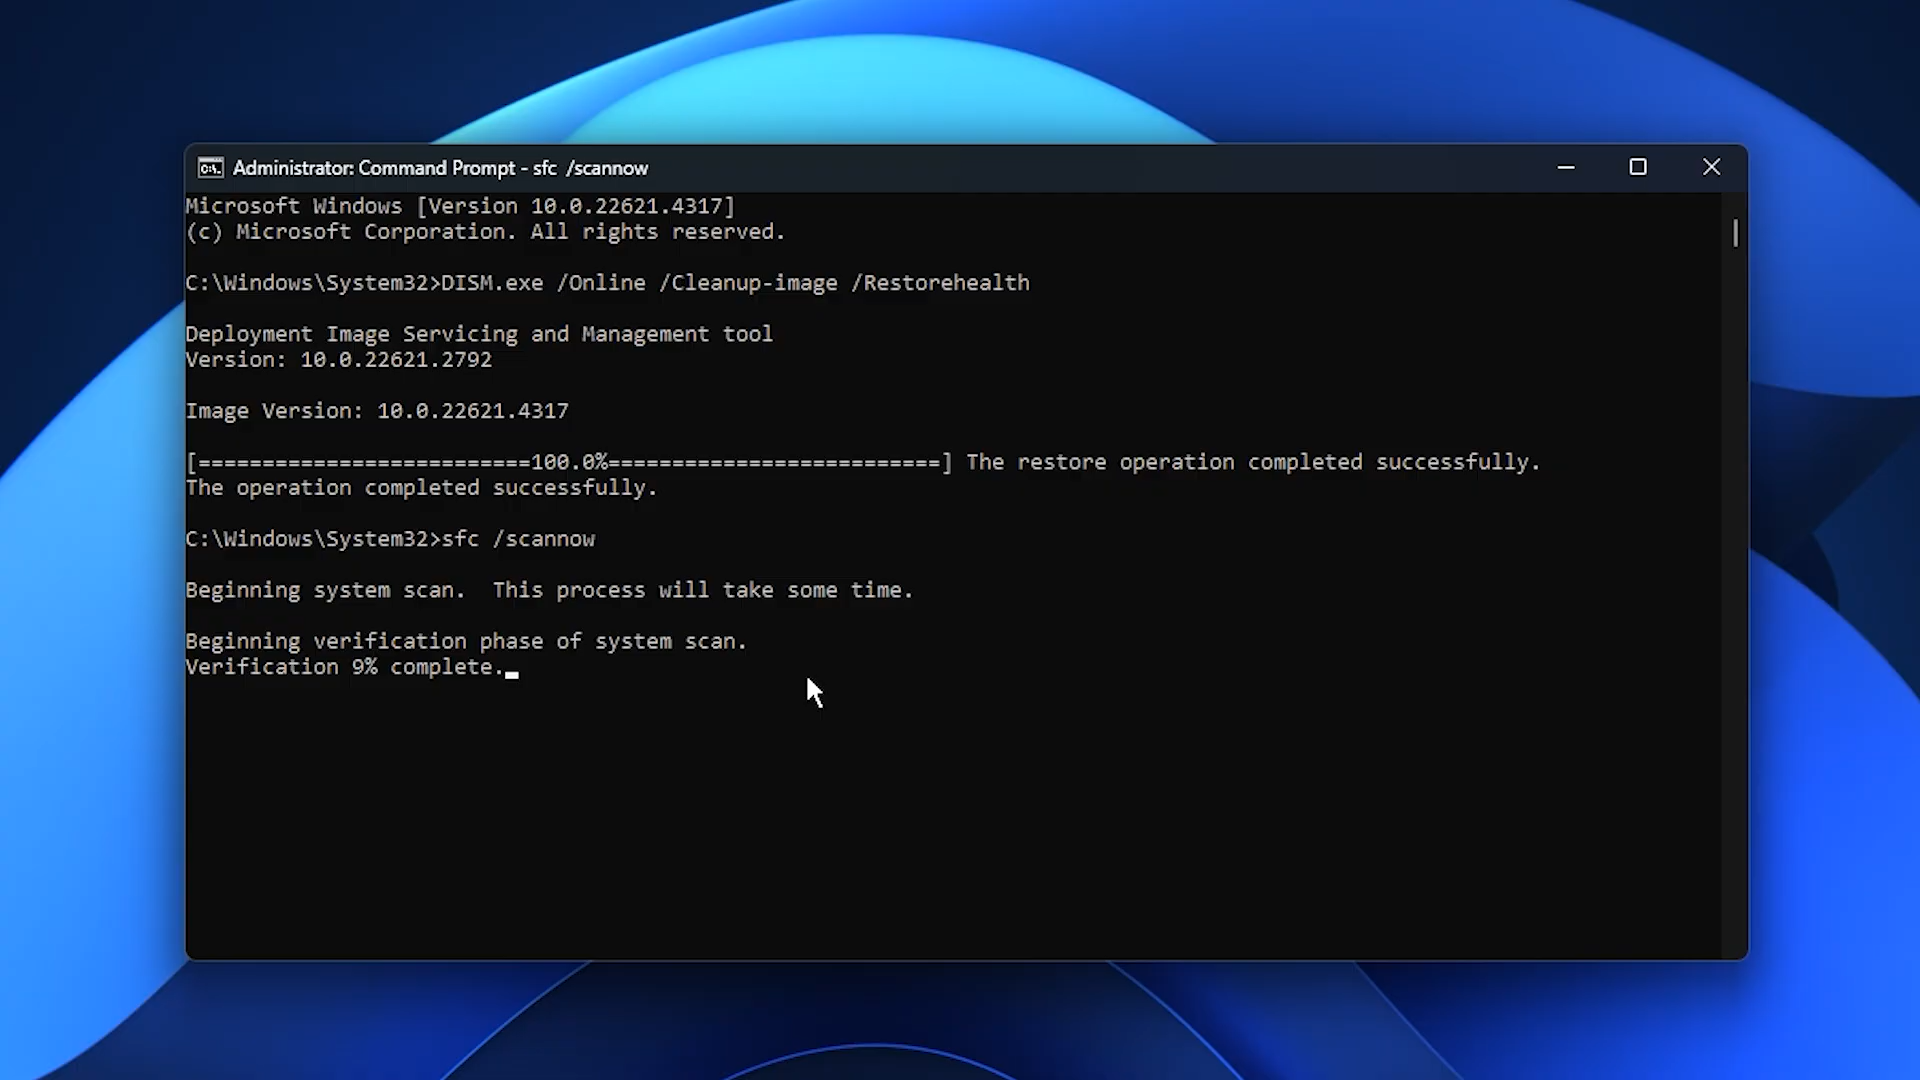 Administrator: Command Prompt - sfc /scannow
Microsoft Windows [Version 10.0.22621.4317]
(c) Microsoft Corporation. All rights reserved.
C:\Windows\System32>DISM.exe /Online /Cleanup-image /Restorehealth
Deployment Image Servicing and Management tool
Version: 10.0.22621.2792
Image Version: 10.0.22621.4317
[==========================100.0%==========================] The restore operation completed successfully.
The operation completed successfully.
C:\Windows\System32>sfc /scannow
Beginning system scan.  This process will take some time.
Beginning verification phase of system scan.
Verification 9% complete.